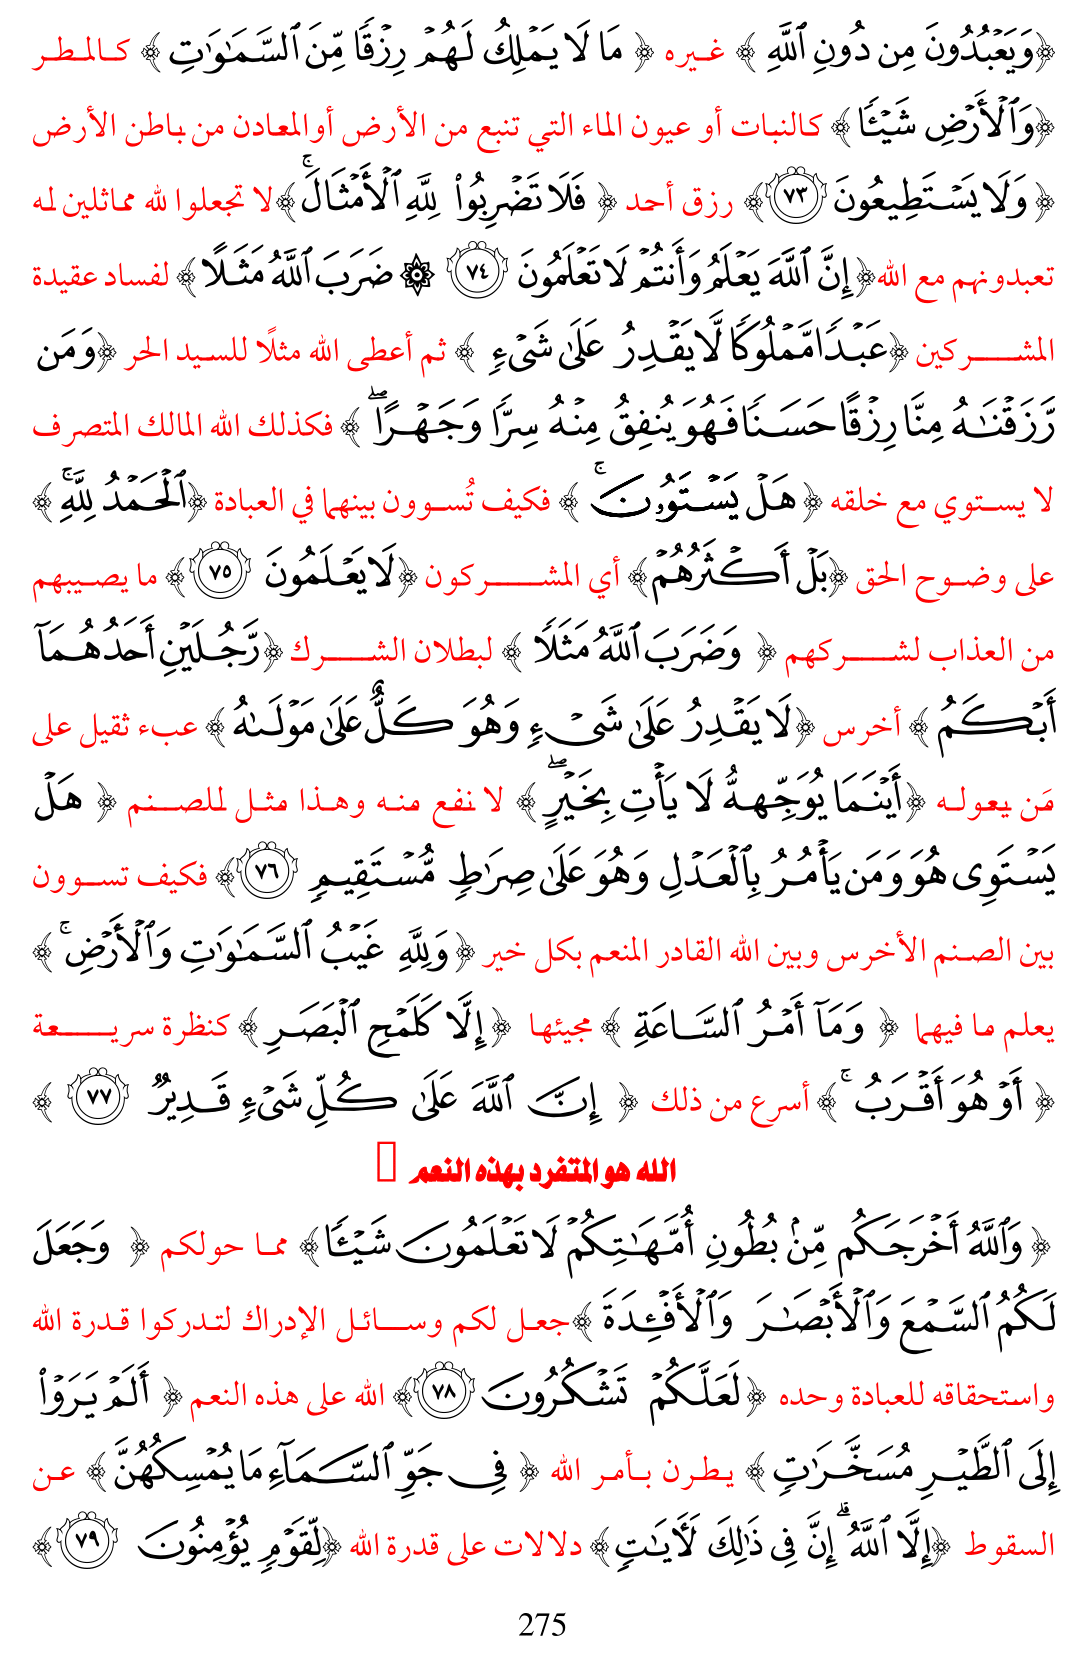 ﴿وَيَعْبُدُونَ مِن دُونِ ٱللَّهِ ﴾ غيره ﴿ مَا لَا يَمْلِكُ لَهُمْ رِزْقًا مِّنَ ٱلسَّمَٰوَٰتِ ﴾ كالمطر
﴿وَٱلْأَرْضِ شَيْـًٔا﴾ كالنبات أو عيون الماء التي تنبع من الأرض أوالمعادن من باطن الأرض
﴿ وَلَا يَسْتَطِيعُونَ ٧٣﴾ رزق أحد ﴿ فَلَا تَضْرِبُوا۟ لِلَّهِ ٱلْأَمْثَالَ ۚ﴾لا تجعلوا لله مماثلين له
تعبدونهم مع الله﴿إِنَّ ٱللَّهَ يَعْلَمُ وَأَنتُمْ لَا تَعْلَمُونَ ٧٤ ۞ ضَرَبَ ٱللَّهُ مَثَلًا ﴾ لفساد عقيدة
المشركين ﴿عَبْدًا مَّمْلُوكًا لَّا يَقْدِرُ عَلَىٰ شَىْءٍ ﴾ ثم أعطى الله مثلًا للسيد الحر ﴿وَمَن
رَّزَقْنَٰهُ مِنَّا رِزْقًا حَسَنًا فَهُوَ يُنفِقُ مِنْهُ سِرًّا وَجَهْرًا ۖ ﴾ فكذلك الله المالك المتصرف
لا يستوي مع خلقه ﴿ هَلْ يَسْتَوُۥنَ ۚ ﴾ فكيف تُسوون بينهما في العبادة ﴿ٱلْحَمْدُ لِلَّهِ ۚ ﴾
على وضوح الحق ﴿بَلْ أَكْثَرُهُمْ﴾ أي المشركون ﴿لَا يَعْلَمُونَ ٧٥﴾ ما يصيبهم
من العذاب لشركهم ﴿ وَضَرَبَ ٱللَّهُ مَثَلًا ﴾ لبطلان الشرك ﴿رَّجُلَيْنِ أَحَدُهُمَآ
أَبْكَمُ ﴾ أخرس ﴿لَا يَقْدِرُ عَلَىٰ شَىْءٍ وَهُوَ كَلٌّ عَلَىٰ مَوْلَىٰهُ ﴾ عبء ثقيل على
مَن يعوله ﴿أَيْنَمَا يُوَجِّههُّ لَا يَأْتِ بِخَيْرٍ ۖ ﴾ لا نفع منه وهذا مثل للصنم ﴿ هَلْ
يَسْتَوِى هُوَ وَمَن يَأْمُرُ بِٱلْعَدْلِ وَهُوَ عَلَىٰ صِرَٰطٍ مُّسْتَقِيمٍ ٧٦﴾ فكيف تسوون
بين الصنم الأخرس وبين الله القادر المنعم بكل خير ﴿وَلِلَّهِ غَيْبُ ٱلسَّمَٰوَٰتِ وَٱلْأَرْضِ ۚ ﴾
يعلم ما فيهما ﴿ وَمَآ أَمْرُ ٱلسَّاعَةِ ﴾ مجيئها ﴿إِلَّا كَلَمْحِ ٱلْبَصَرِ﴾ كنظرة سريعة
﴿ أَوْ هُوَ أَقْرَبُ ۚ ﴾ أسرع من ذلك ﴿ إِنَّ ٱللَّهَ عَلَىٰ كُلِّ شَىْءٍ قَدِيرٌ ٧٧ ﴾
الله هو المتفرد بهذه النعم
﴿ وَٱللَّهُ أَخْرَجَكُم مِّنۢ بُطُونِ أُمَّهَٰتِكُمْ لَا تَعْلَمُونَ شَيْـًٔا﴾ مما حولكم ﴿ وَجَعَلَ
لَكُمُ ٱلسَّمْعَ وَٱلْأَبْصَٰرَ وَٱلْأَفْـِٔدَةَ ﴾جعل لكم وسائل الإدراك لتدركوا قدرة الله
واستحقاقه للعبادة وحده ﴿لَعَلَّكُمْ تَشْكُرُونَ ٧٨﴾ الله على هذه النعم ﴿ أَلَمْ يَرَوْا۟
إِلَى ٱلطَّيْرِ مُسَخَّرَٰتٍ ﴾ يطرن بأمر الله ﴿ فِى جَوِّ ٱلسَّمَآءِ مَا يُمْسِكُهُنَّ ﴾ عن
السقوط ﴿إِلَّا ٱللَّهُ ۗ إِنَّ فِى ذَٰلِكَ لَـَٔايَٰتٍ﴾ دلالات على قدرة الله ﴿لِّقَوْمٍ يُؤْمِنُونَ ٧٩﴾
275